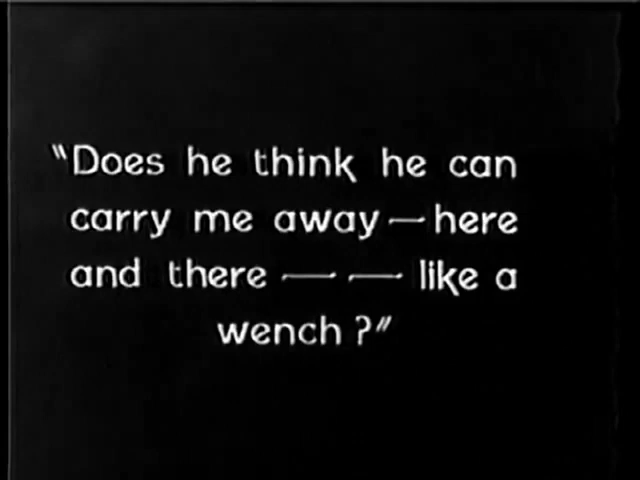 "Does he think he can
carry me away — here
and there — — like a
wench?"